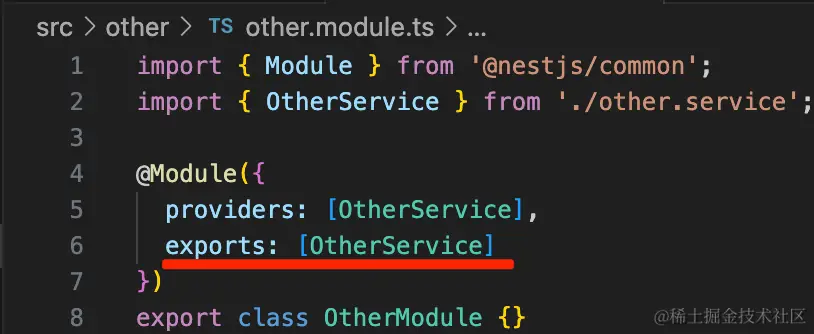 src > other > TS other.module.ts > ...
1 import { Module } from '@nestjs/common';
2 import { OtherService } from './other.service';
3
4 @Module({
5 providers: [OtherService],
6 exports: [OtherService]
7 })
8 export class OtherModule {}
@稀土掘金技术社区